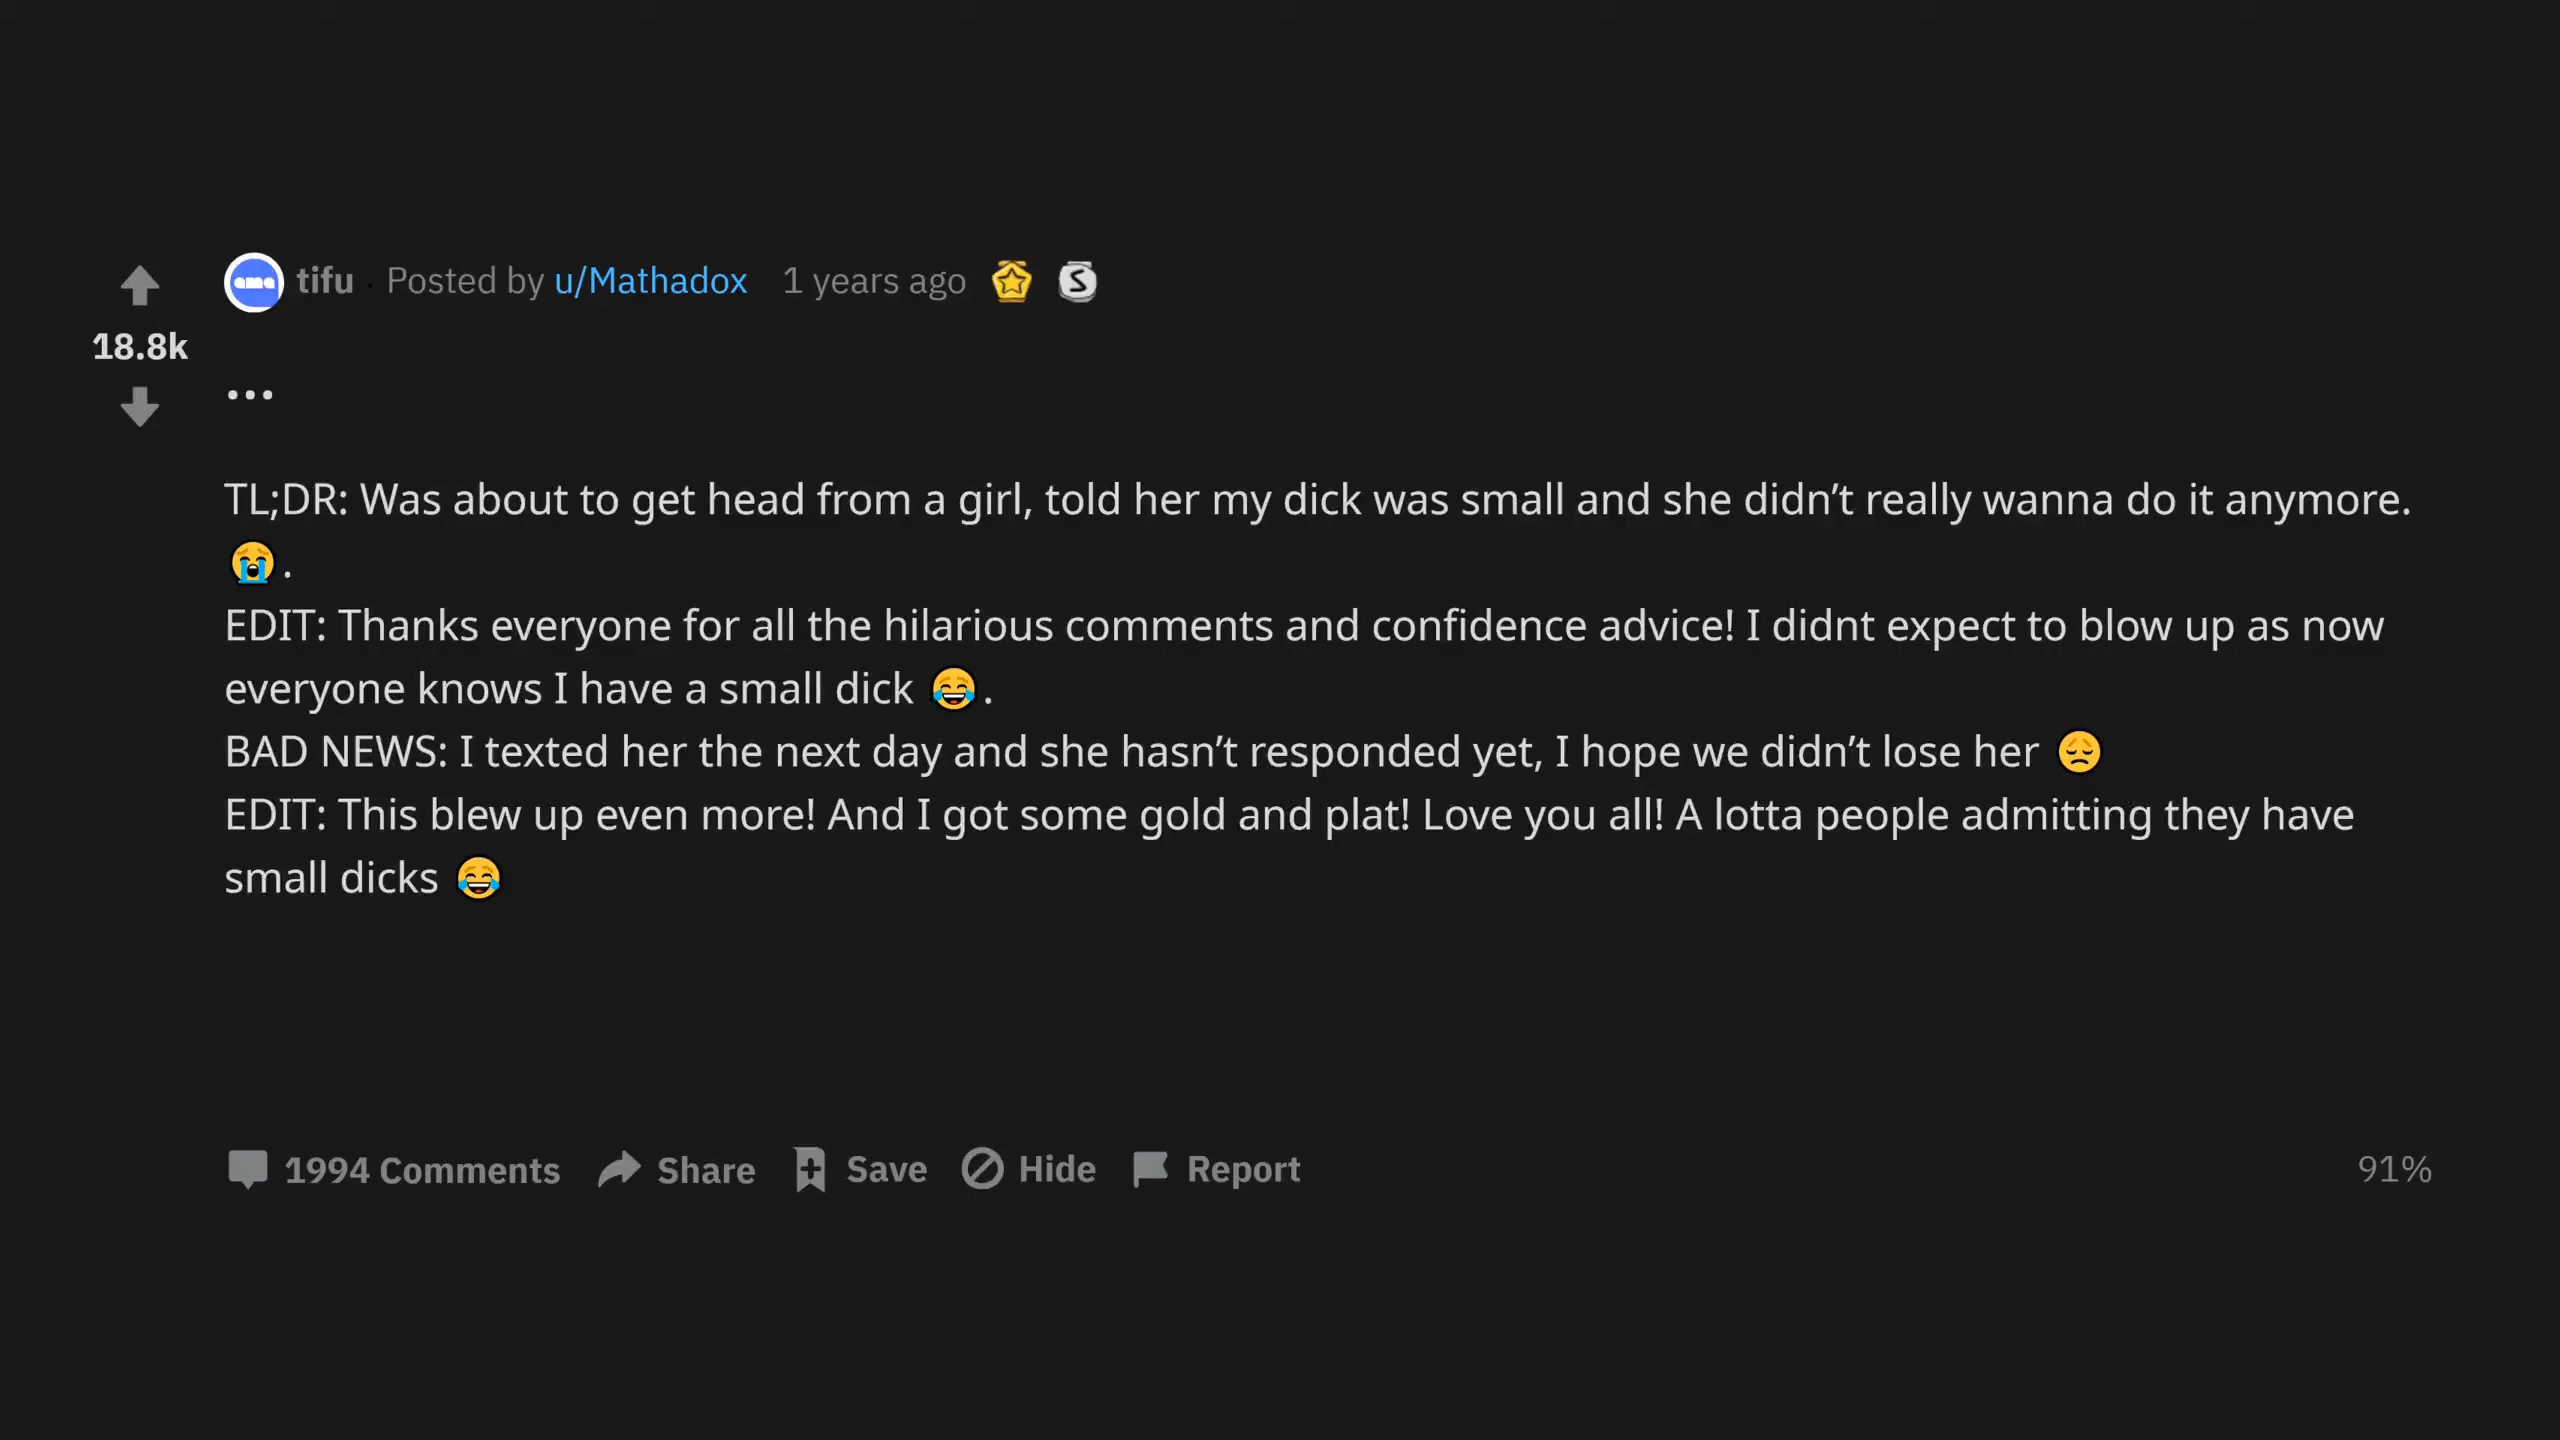 ama tifu · Posted by u/Mathadox 1 years ago S
18.8k
...
TL;DR: Was about to get head from a girl, told her my dick was small and she didn’t really wanna do it anymore.
😭.
EDIT: Thanks everyone for all the hilarious comments and confidence advice! I didnt expect to blow up as now
everyone knows I have a small dick 😂.
BAD NEWS: I texted her the next day and she hasn’t responded yet, I hope we didn’t lose her 😞
EDIT: This blew up even more! And I got some gold and plat! Love you all! A lotta people admitting they have
small dicks 😂
1994 Comments Share Save Hide Report 91%